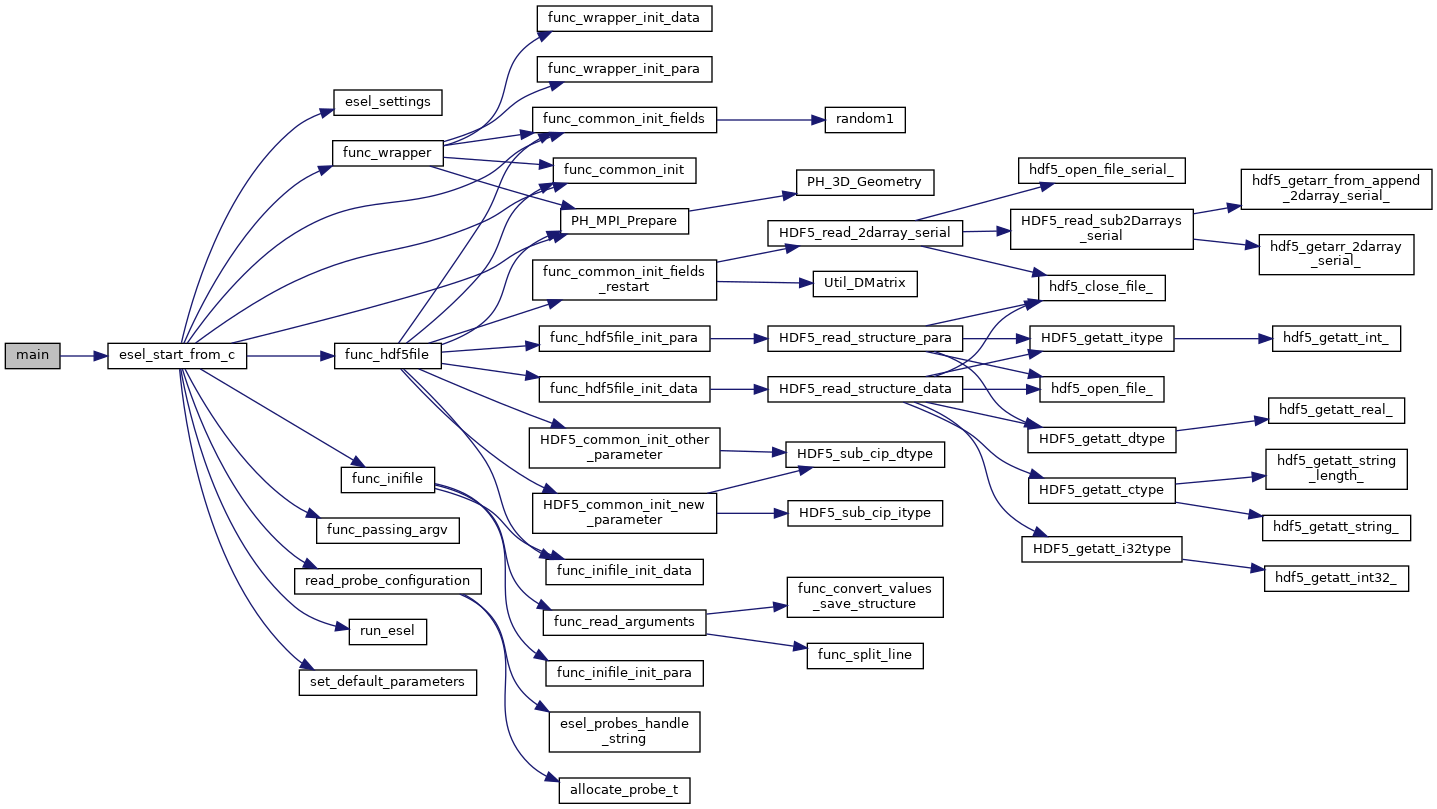 main
esel_start_from_c
esel_settings
func_wrapper
func_hdf5file
func_inifile
func_passing_argv
read_probe_configuration
run_esel
set_default_parameters
func_wrapper_init_data
func_wrapper_init_para
func_common_init_fields
func_common_init
PH_MPI_Prepare
func_common_init_fields
_restart
func_hdf5file_init_para
func_hdf5file_init_data
HDF5_common_init_other
_parameter
HDF5_common_init_new
_parameter
func_inifile_init_data
func_read_arguments
func_inifile_init_para
esel_probes_handle
_string
allocate_probe_t
random1
PH_3D_Geometry
HDF5_read_2darray_serial
Util_DMatrix
HDF5_read_structure_para
HDF5_read_structure_data
HDF5_sub_cip_dtype
HDF5_sub_cip_itype
func_convert_values
_save_structure
func_split_line
hdf5_open_file_serial_
HDF5_read_sub2Darrays
_serial
hdf5_close_file_
HDF5_getatt_itype
hdf5_open_file_
HDF5_getatt_dtype
HDF5_getatt_ctype
HDF5_getatt_i32type
hdf5_getarr_from_append
_2darray_serial_
hdf5_getarr_2darray
_serial_
hdf5_getatt_int_
hdf5_getatt_real_
hdf5_getatt_string
_length_
hdf5_getatt_string_
hdf5_getatt_int32_